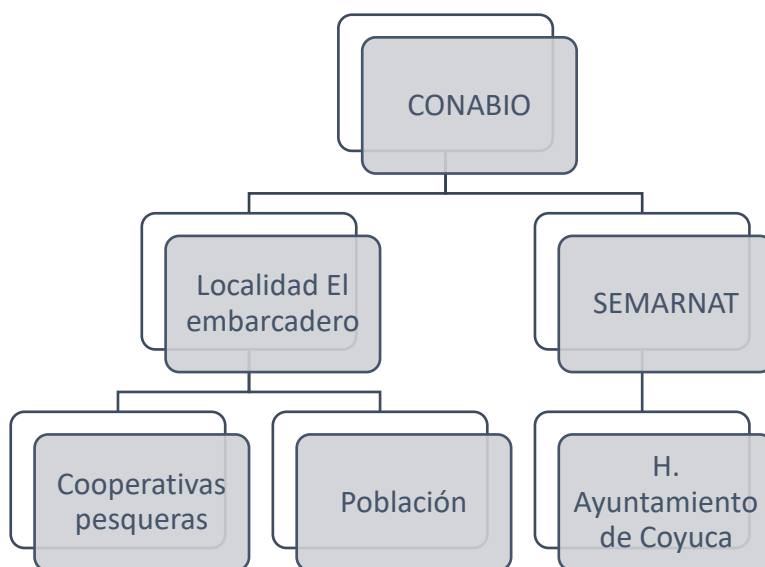 CONABIO
Localidad El
embarcadero
SEMARNAT
Cooperativas
pesqueras
Población
H.
Ayuntamiento
de Coyuca